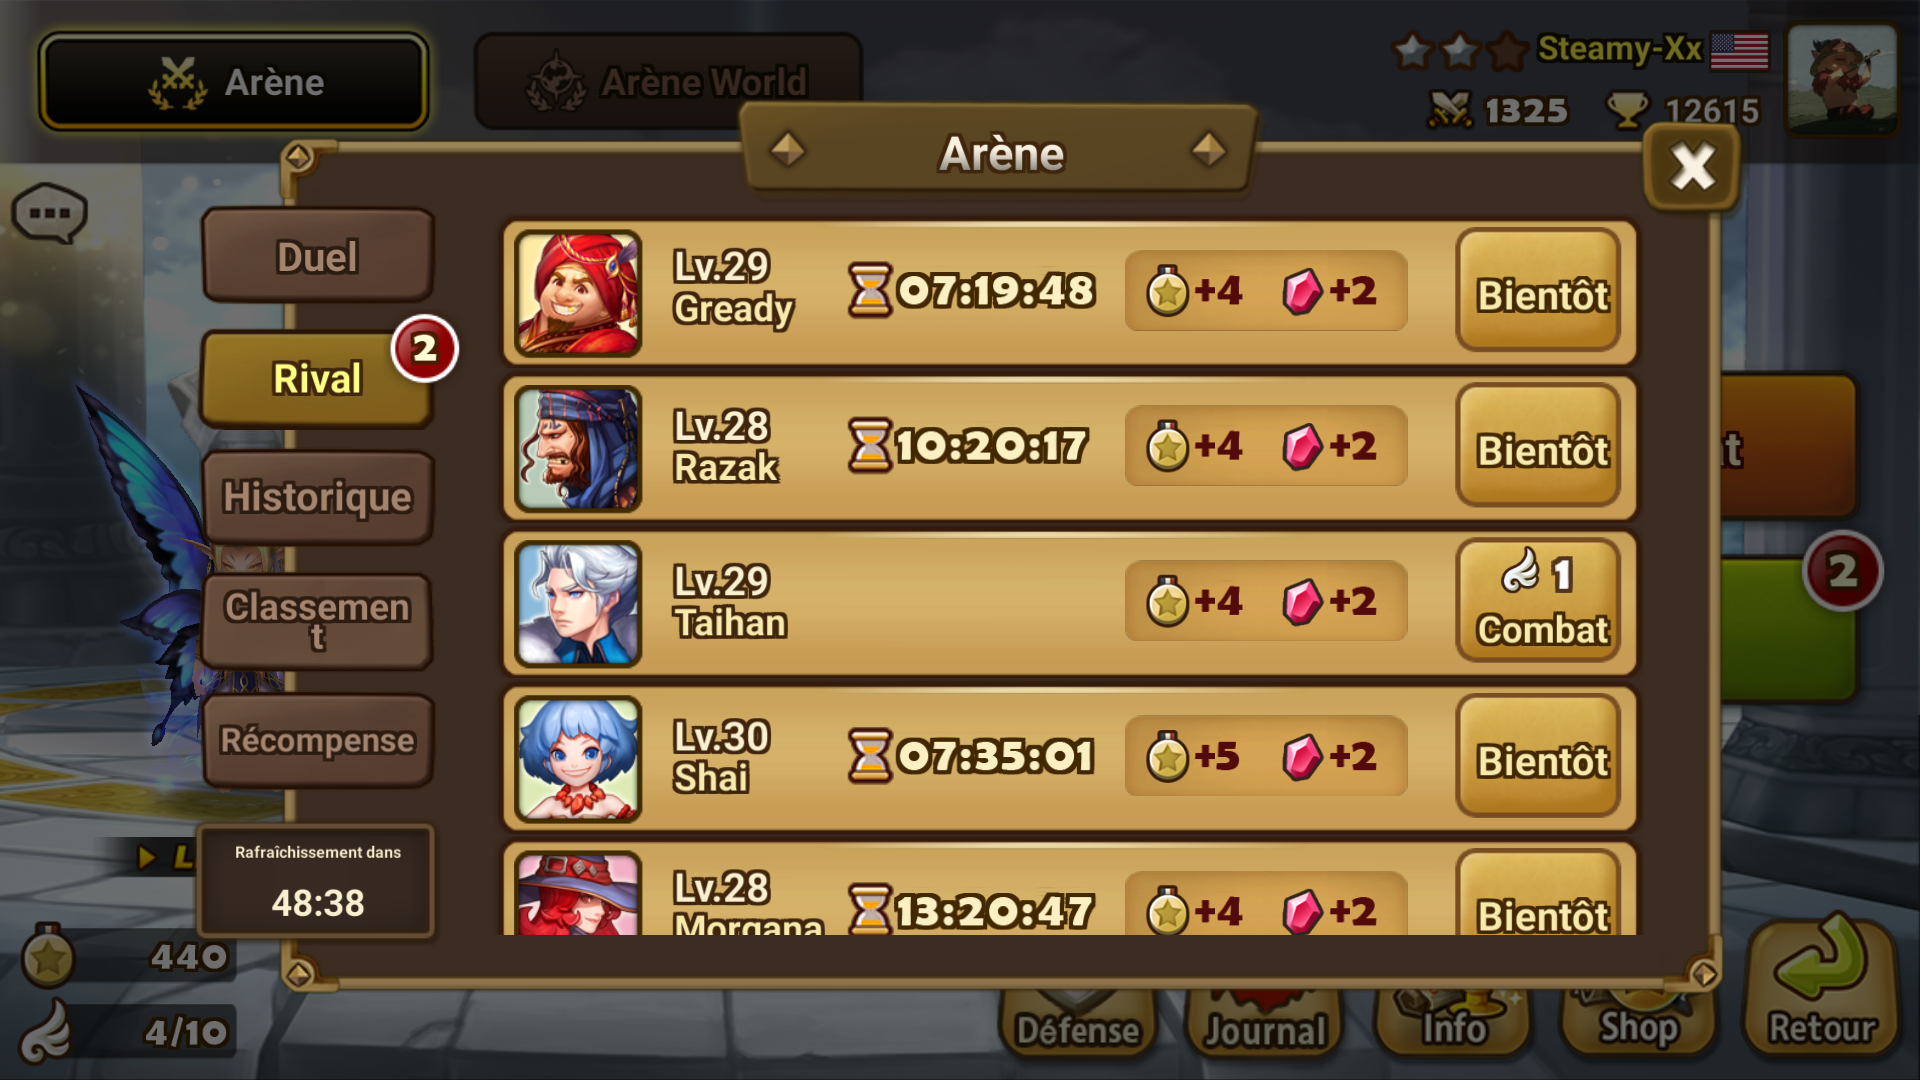 Arène
Arène World
Steamy-Xx
1325
12615
Arène
Duel
Rival
2
Historique
Classemen
t
Récompense
Rafraîchissement dans
48:38
Lv.29
Gready
07:19:48
+4
+2
Bientôt
Lv.28
Razak
10:20:17
+4
+2
Bientôt
Lv.29
Taihan
+4
+2
1
Combat
Lv.30
Shai
07:35:01
+5
+2
Bientôt
Lv.28
Morgana
13:20:47
+4
+2
Bientôt
2
440
4/10
Défense
Journal
Info
Shop
Retour